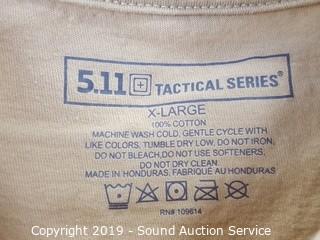 5.11 TACTICAL SERIES®
X-LARGE
100% COTTON
MACHINE WASH COLD, GENTLE CYCLE WITH
LIKE COLORS, TUMBLE DRY LOW, DO NOT IRON,
DO NOT BLEACH, DO NOT USE SOFTENERS,
DO NOT DRY CLEAN.
MADE IN HONDURAS, FABRIQUÉ AU HONDURAS
RN# 109614
Copyright 2019 - Sound Auction Service